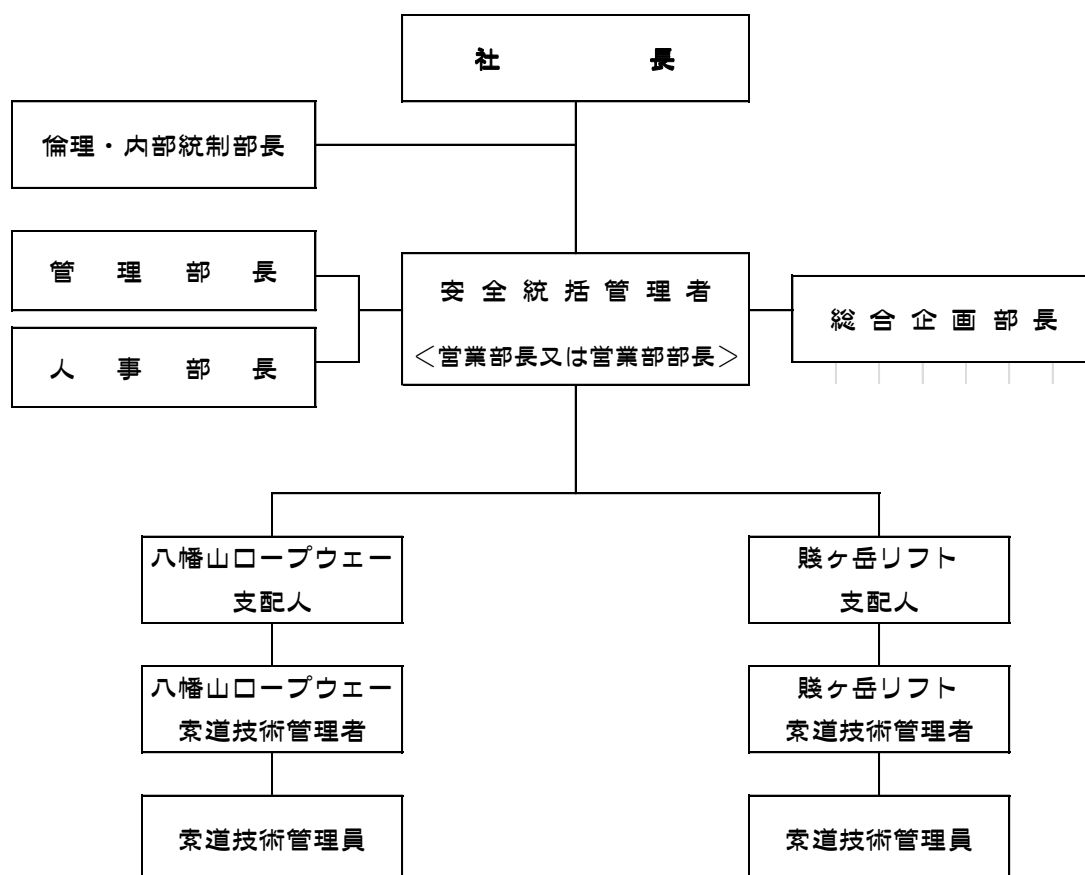 社長
倫理・内部統制部長
管理部長
人事部長
安全統括管理者
＜営業部長又は営業部部長＞
総合企画部長
八幡山ロープウェー
支配人
賤ヶ岳リフト
支配人
八幡山ロープウェー
索道技術管理者
賤ヶ岳リフト
索道技術管理者
索道技術管理員
索道技術管理員